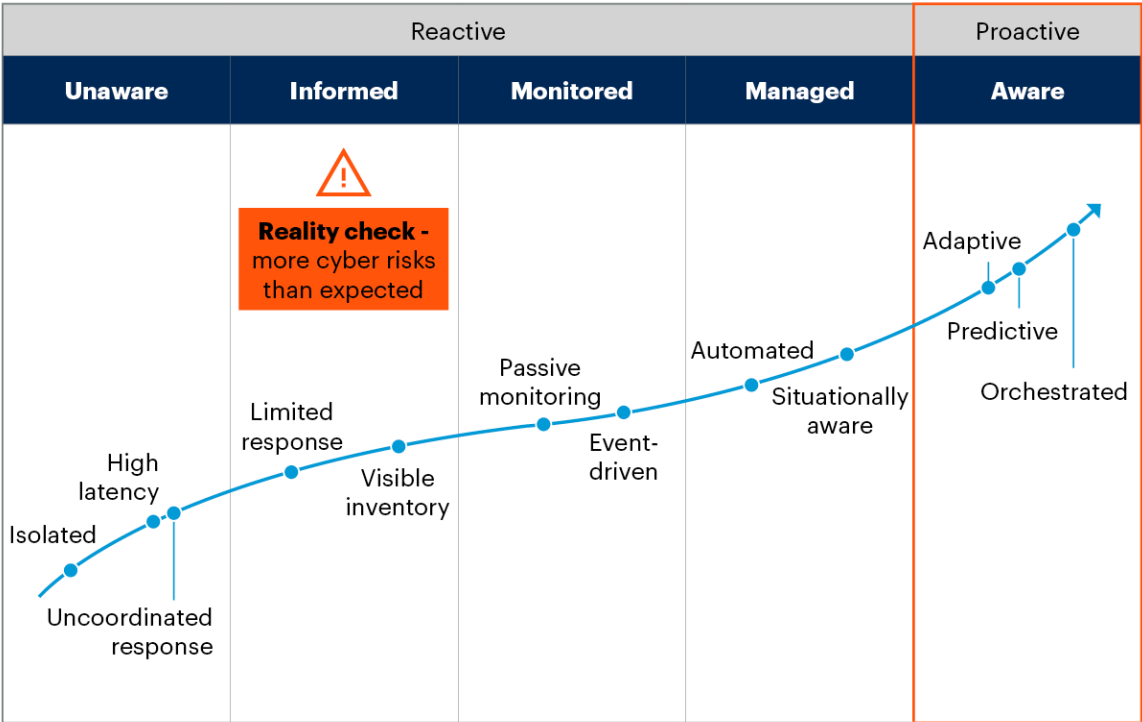 Reactive
Proactive
Unaware
Informed
Monitored
Managed
Aware
!
Reality check -
more cyber risks
than expected
Isolated
High
latency
Uncoordinated
response
Limited
response
Visible
inventory
Passive
monitoring
Event-
driven
Automated
Situationally
aware
Adaptive
Predictive
Orchestrated